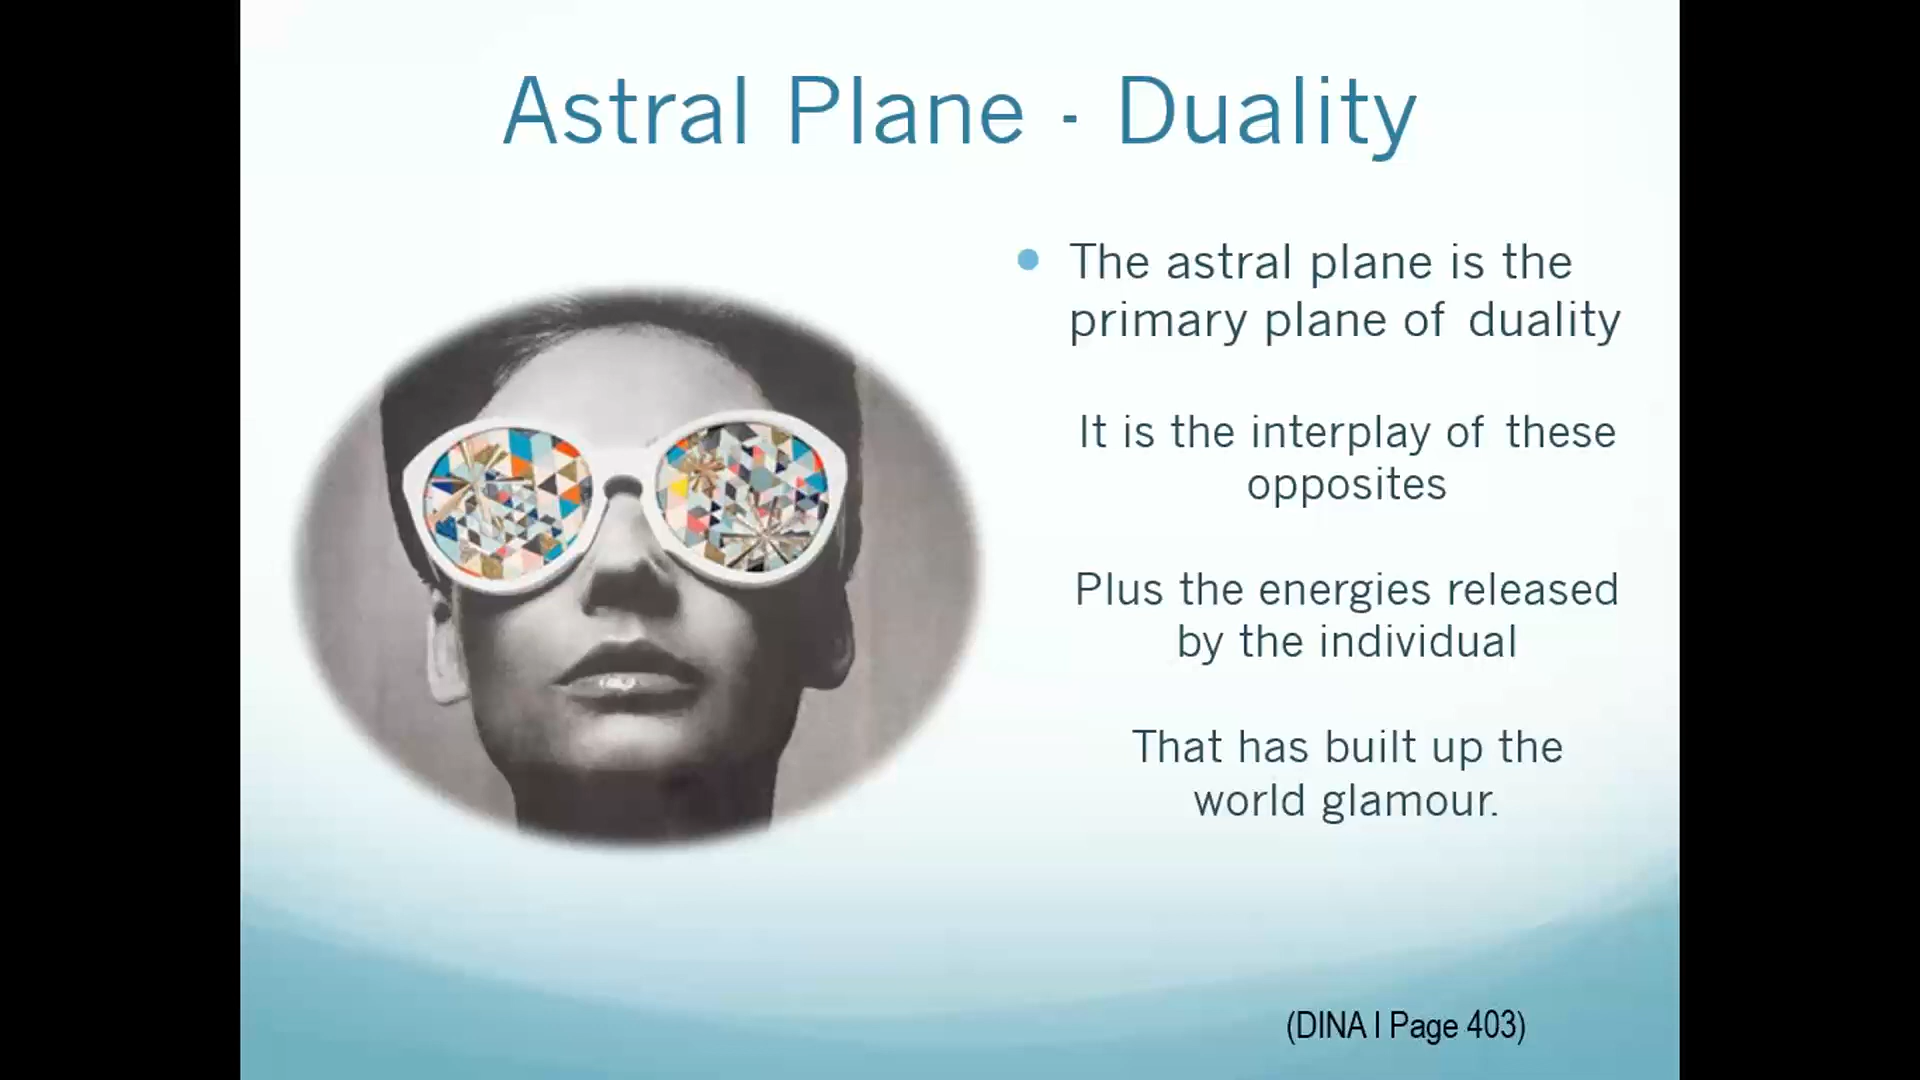 Astral Plane - Duality
The astral plane is the
primary plane of duality
It is the interplay of these
opposites
Plus the energies released
by the individual
That has built up the
world glamour.
(DINA I Page 403)